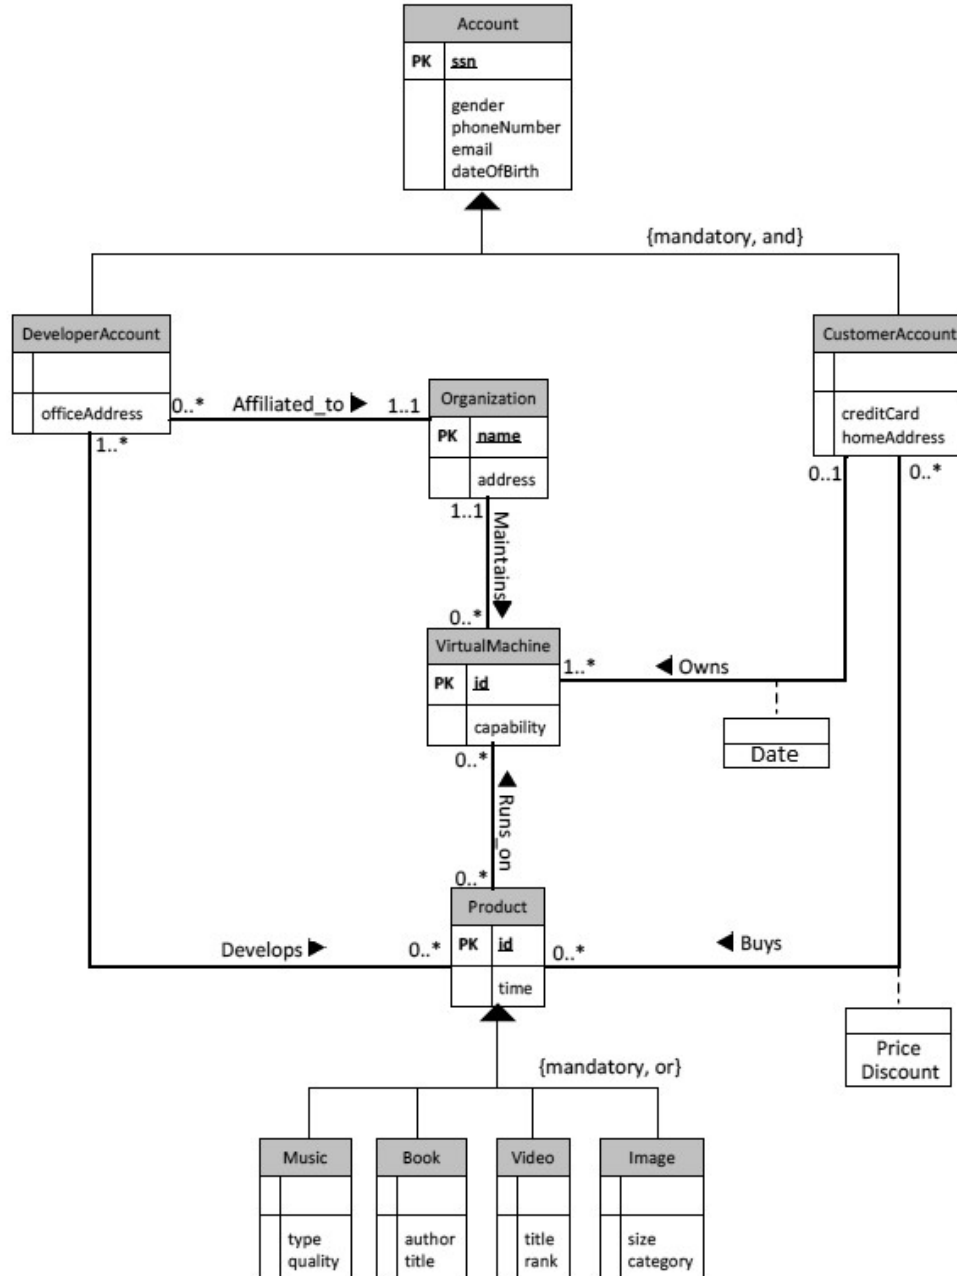 Account
PK ssn
gender
phoneNumber
email
dateOfBirth
{mandatory, and}
DeveloperAccount
officeAddress
CustomerAccount
creditCard
homeAddress
0..* Affiliated_to ▶ 1..1
Organization
PK name
address
1..*
0..1
0..*
1..1
Maintains
0..*
VirtualMachine
PK id
capability
1..*
◀ Owns
Date
0..*
Runs_on
0..*
Product
PK id
time
Develops ▶
0..*
0..*
◀ Buys
Price
Discount
{mandatory, or}
Music
type
quality
Book
author
title
Video
title
rank
Image
size
category